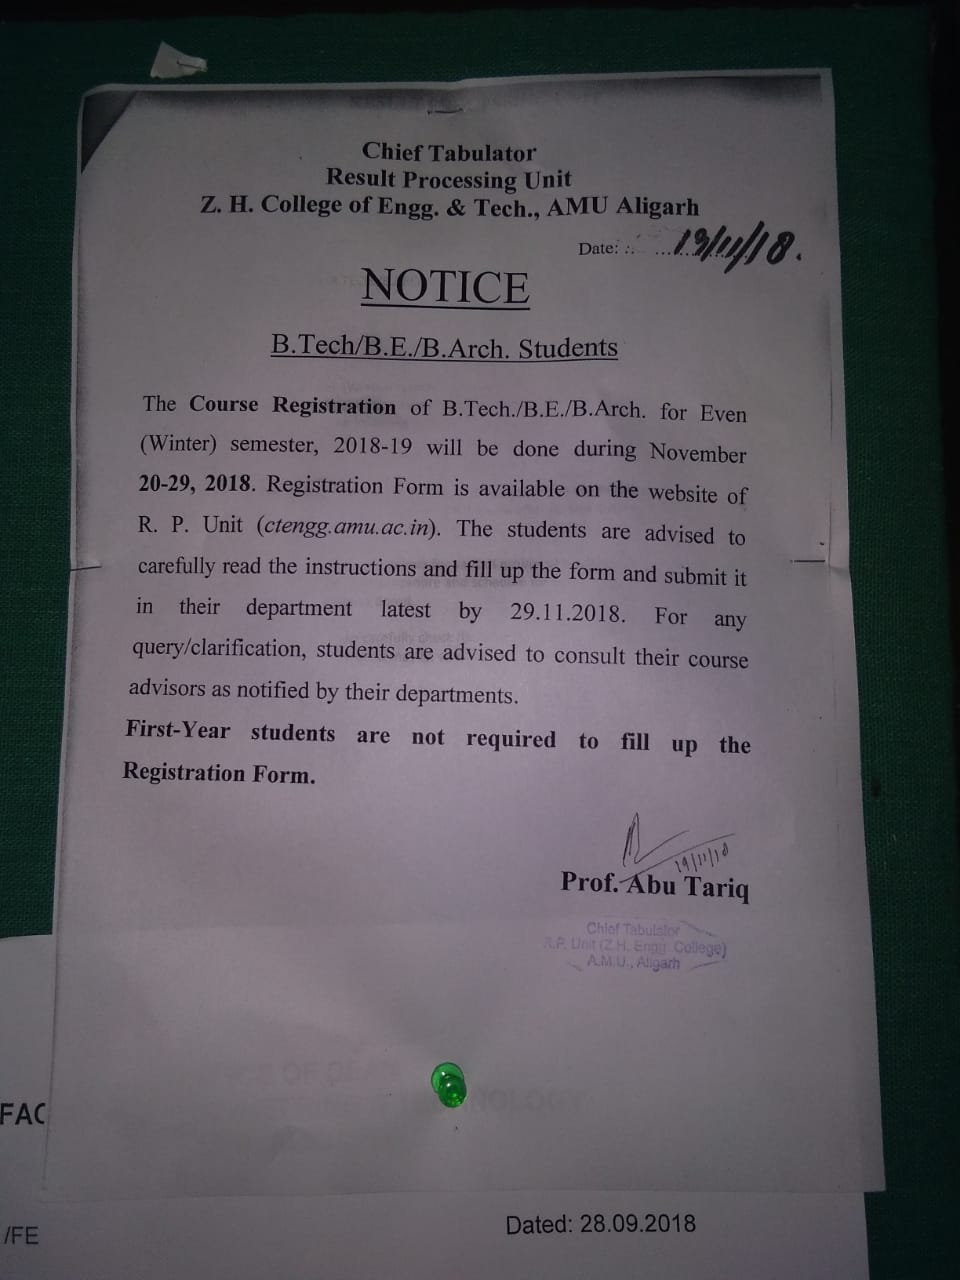 Chief Tabulator
Result Processing Unit
Z. H. College of Engg. & Tech., AMU Aligarh
Date: 19/11/18.
NOTICE
B.Tech/B.E./B.Arch. Students
The Course Registration of B.Tech./B.E./B.Arch. for Even
(Winter) semester, 2018-19 will be done during November
20-29, 2018. Registration Form is available on the website of
R. P. Unit (ctengg.amu.ac.in). The students are advised to
carefully read the instructions and fill up the form and submit it
in their department latest by 29.11.2018. For any
query/clarification, students are advised to consult their course
advisors as notified by their departments.
First-Year students are not required to fill up the
Registration Form.
19/11/18
Prof. Abu Tariq
Chief Tabulator
R.P. Unit (Z.H. Engg. College)
A.M.U., Aligarh
FAC
/FE
Dated: 28.09.2018